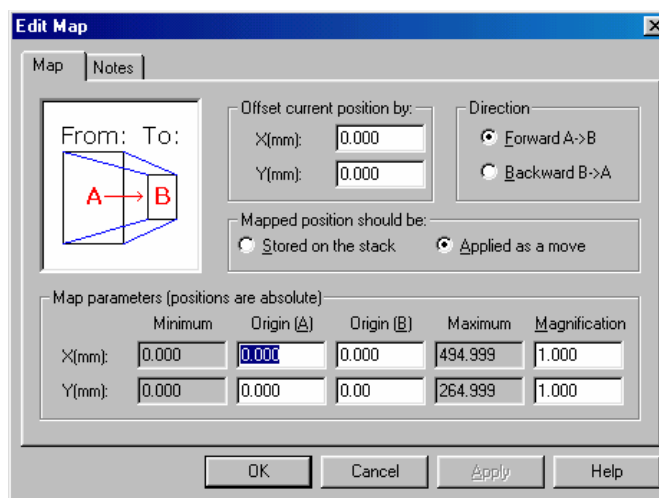 Edit Map
Map Notes
From: To:
A B
Offset current position by:
X(mm): 0.000
Y(mm): 0.000
Direction
Forward A->B
Backward B->A
Mapped position should be:
Stored on the stack Applied as a move
Map parameters (positions are absolute)
Minimum Origin (A) Origin (B) Maximum Magnification
X(mm): 0.000 0.000 0.000 494.999 1.000
Y(mm): 0.000 0.000 0.00 264.999 1.000
OK Cancel Apply Help